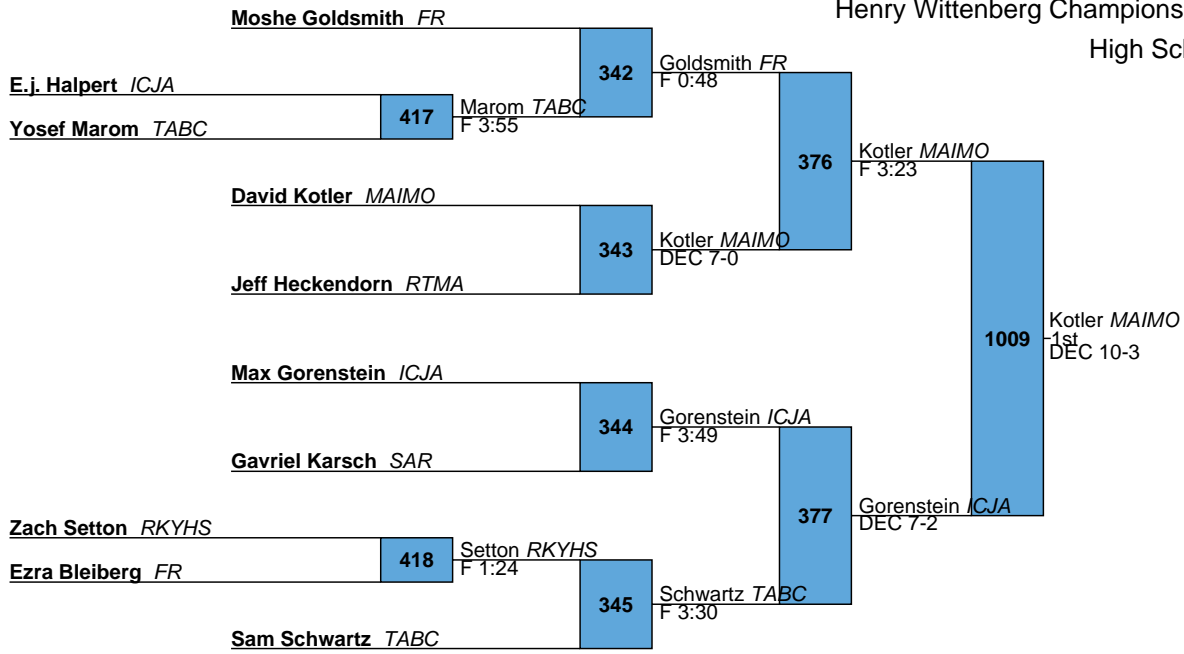 Henry Wittenberg Champions
High Scl
Moshe Goldsmith FR
342
Goldsmith FR
F 0:48
E.j. Halpert ICJA
417
Marom TABC
F 3:55
Yosef Marom TABC
376
Kotler MAIMO
F 3:23
David Kotler MAIMO
343
Kotler MAIMO
DEC 7-0
Jeff Heckendorn RTMA
1009
Kotler MAIMO
1st
DEC 10-3
Max Gorenstein ICJA
344
Gorenstein ICJA
F 3:49
Gavriel Karsch SAR
377
Gorenstein ICJA
DEC 7-2
Zach Setton RKYHS
418
Setton RKYHS
F 1:24
Ezra Bleiberg FR
345
Schwartz TABC
F 3:30
Sam Schwartz TABC